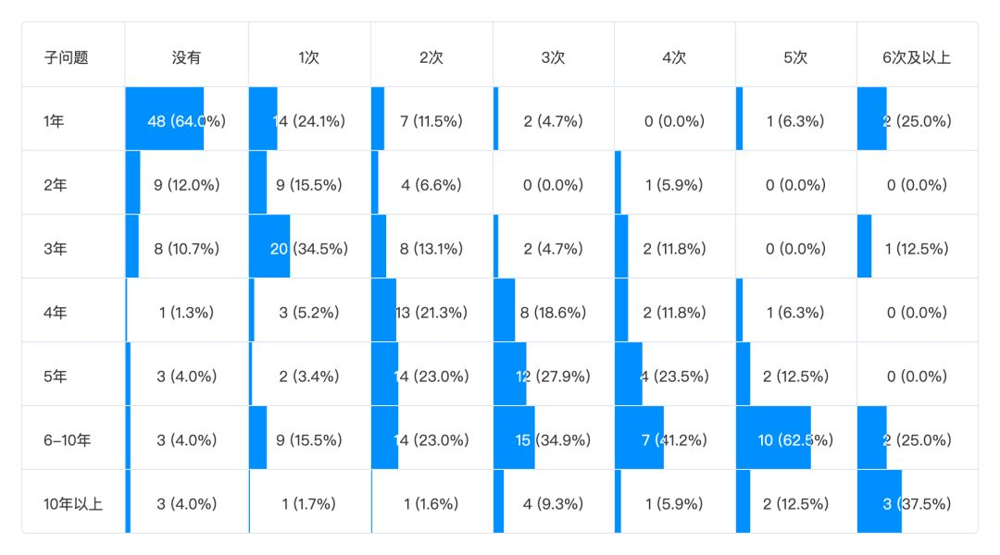 子问题 没有 1次 2次 3次 4次 5次 6次及以上
1年 48 (64.0%) 14 (24.1%) 7 (11.5%) 2 (4.7%) 0 (0.0%) 1 (6.3%) 2 (25.0%)
2年 9 (12.0%) 9 (15.5%) 4 (6.6%) 0 (0.0%) 1 (5.9%) 0 (0.0%) 0 (0.0%)
3年 8 (10.7%) 20 (34.5%) 8 (13.1%) 2 (4.7%) 2 (11.8%) 0 (0.0%) 1 (12.5%)
4年 1 (1.3%) 3 (5.2%) 13 (21.3%) 8 (18.6%) 2 (11.8%) 1 (6.3%) 0 (0.0%)
5年 3 (4.0%) 2 (3.4%) 14 (23.0%) 12 (27.9%) 4 (23.5%) 2 (12.5%) 0 (0.0%)
6–10年 3 (4.0%) 9 (15.5%) 14 (23.0%) 15 (34.9%) 7 (41.2%) 10 (62.5%) 2 (25.0%)
10年以上 3 (4.0%) 1 (1.7%) 1 (1.6%) 4 (9.3%) 1 (5.9%) 2 (12.5%) 3 (37.5%)